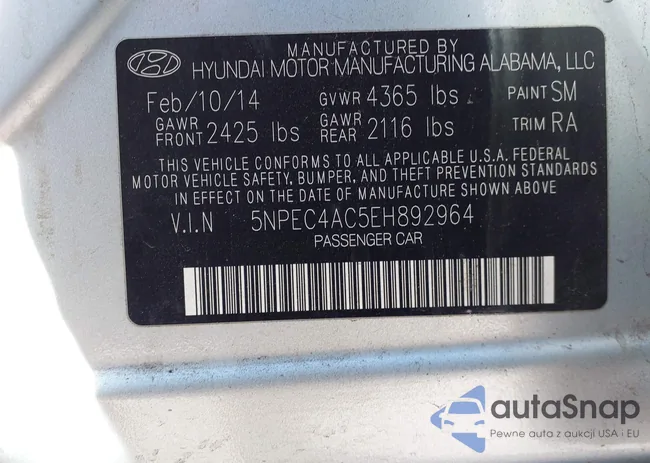 MANUFACTURED BY
HYUNDAI MOTOR MANUFACTURING ALABAMA, LLC
Feb/10/14 GVWR 4365 lbs PAINT SM
GAWR FRONT 2425 lbs GAWR REAR 2116 lbs TRIM RA
THIS VEHICLE CONFORMS TO ALL APPLICABLE U.S.A. FEDERAL
MOTOR VEHICLE SAFETY, BUMPER, AND THEFT PREVENTION STANDARDS
IN EFFECT ON THE DATE OF MANUFACTURE SHOWN ABOVE
V.I.N 5NPEC4AC5EH892964
PASSENGER CAR
autaSnap
Pewne auta z aukcji USA - EU